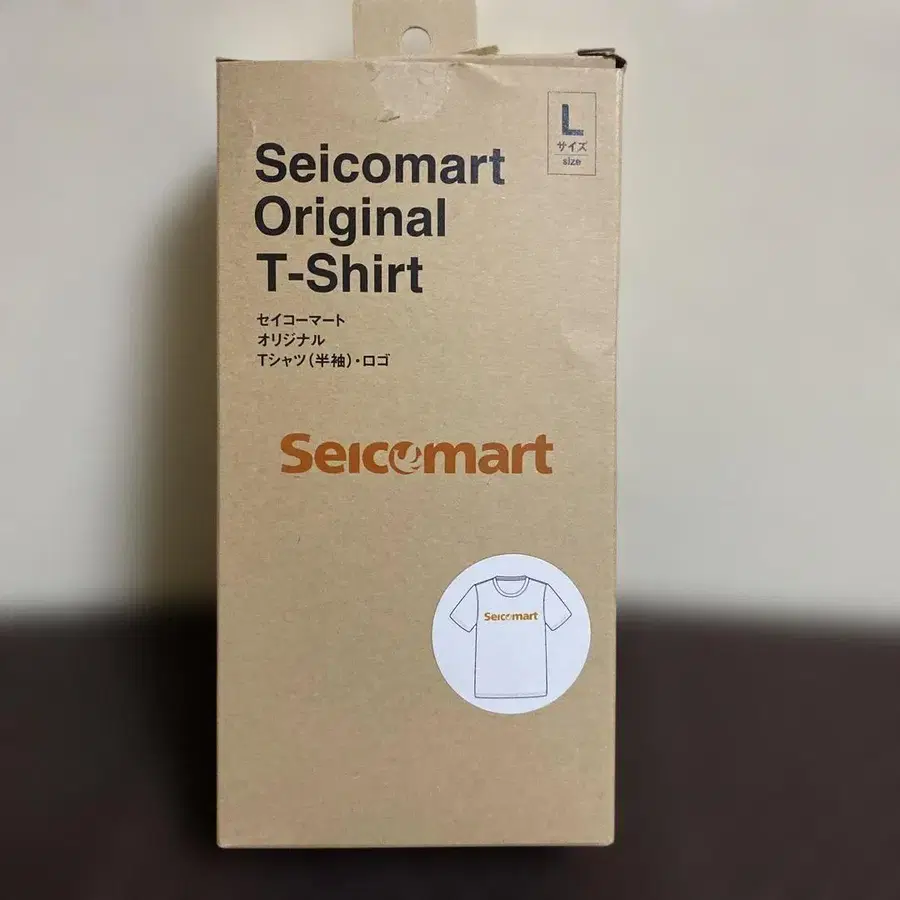 L
サイズ
size
Seicomart
Original
T-Shirt
セイコーマート
オリジナル
Tシャツ(半袖)・ロゴ
Seicomart
Seicomart